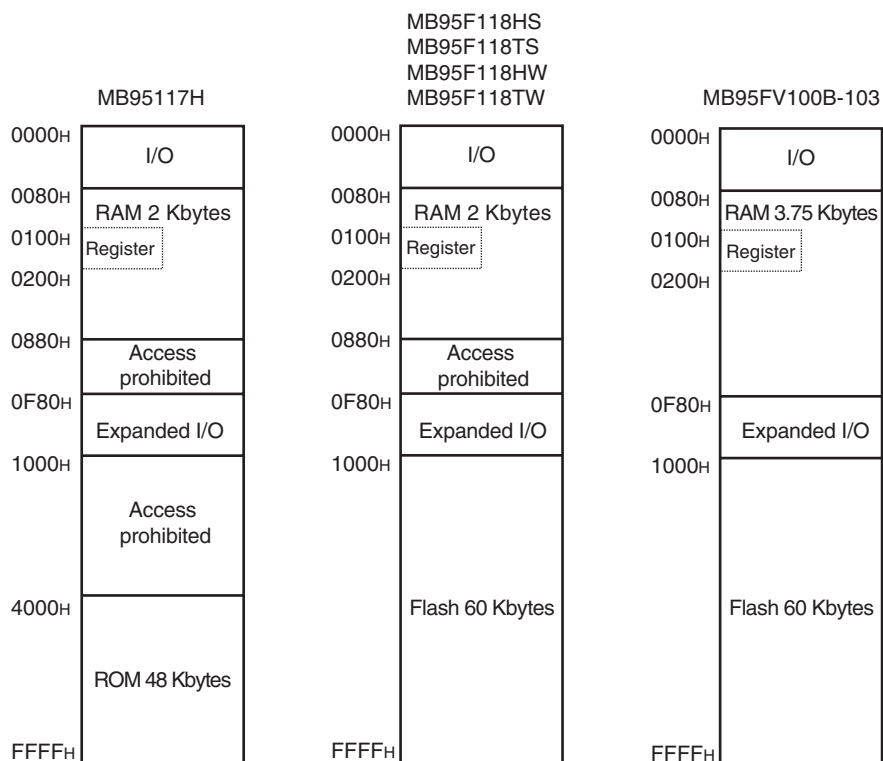 MB95117H
0000H
I/O
0080H
RAM 2 Kbytes
0100H
Register
0200H
0880H
Access
prohibited
0F80H
Expanded I/O
1000H
Access
prohibited
4000H
ROM 48 Kbytes
FFFFH
MB95F118HS
MB95F118TS
MB95F118HW
MB95F118TW
0000H
I/O
0080H
RAM 2 Kbytes
0100H
Register
0200H
0880H
Access
prohibited
0F80H
Expanded I/O
1000H
Flash 60 Kbytes
FFFFH
MB95FV100B-103
0000H
I/O
0080H
RAM 3.75 Kbytes
0100H
Register
0200H
0F80H
Expanded I/O
1000H
Flash 60 Kbytes
FFFFH